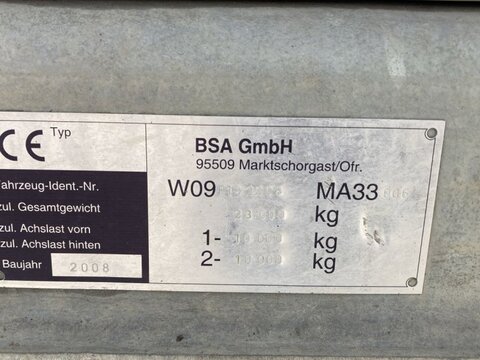 CE Typ
BSA GmbH
95509 Marktschorgast/Ofr.
Fahrzeug-Ident.-Nr. W09 MA33
zul. Gesamtgewicht kg
zul. Achslast vorn 1- kg
zul. Achslast hinten 2- kg
Baujahr 2008